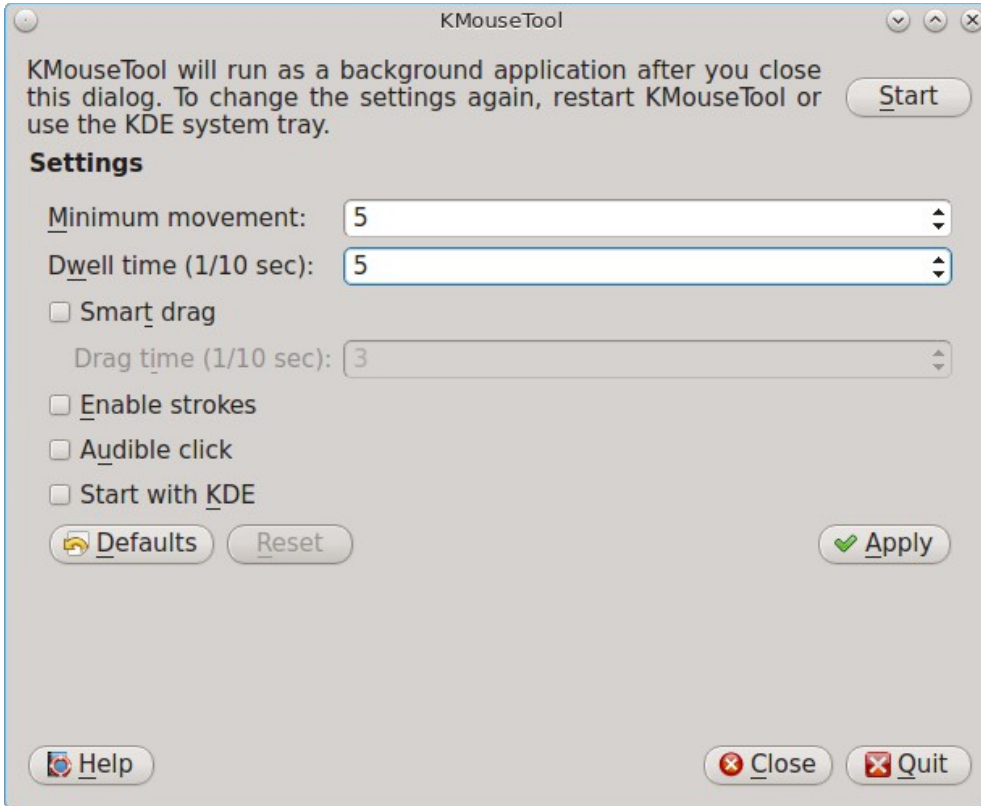 KMouseTool
KMouseTool will run as a background application after you close
this dialog. To change the settings again, restart KMouseTool or
use the KDE system tray.
Start
Settings
Minimum movement: 5
Dwell time (1/10 sec): 5
Smart drag
Drag time (1/10 sec): 3
Enable strokes
Audible click
Start with KDE
Defaults Reset Apply
Help Close Quit